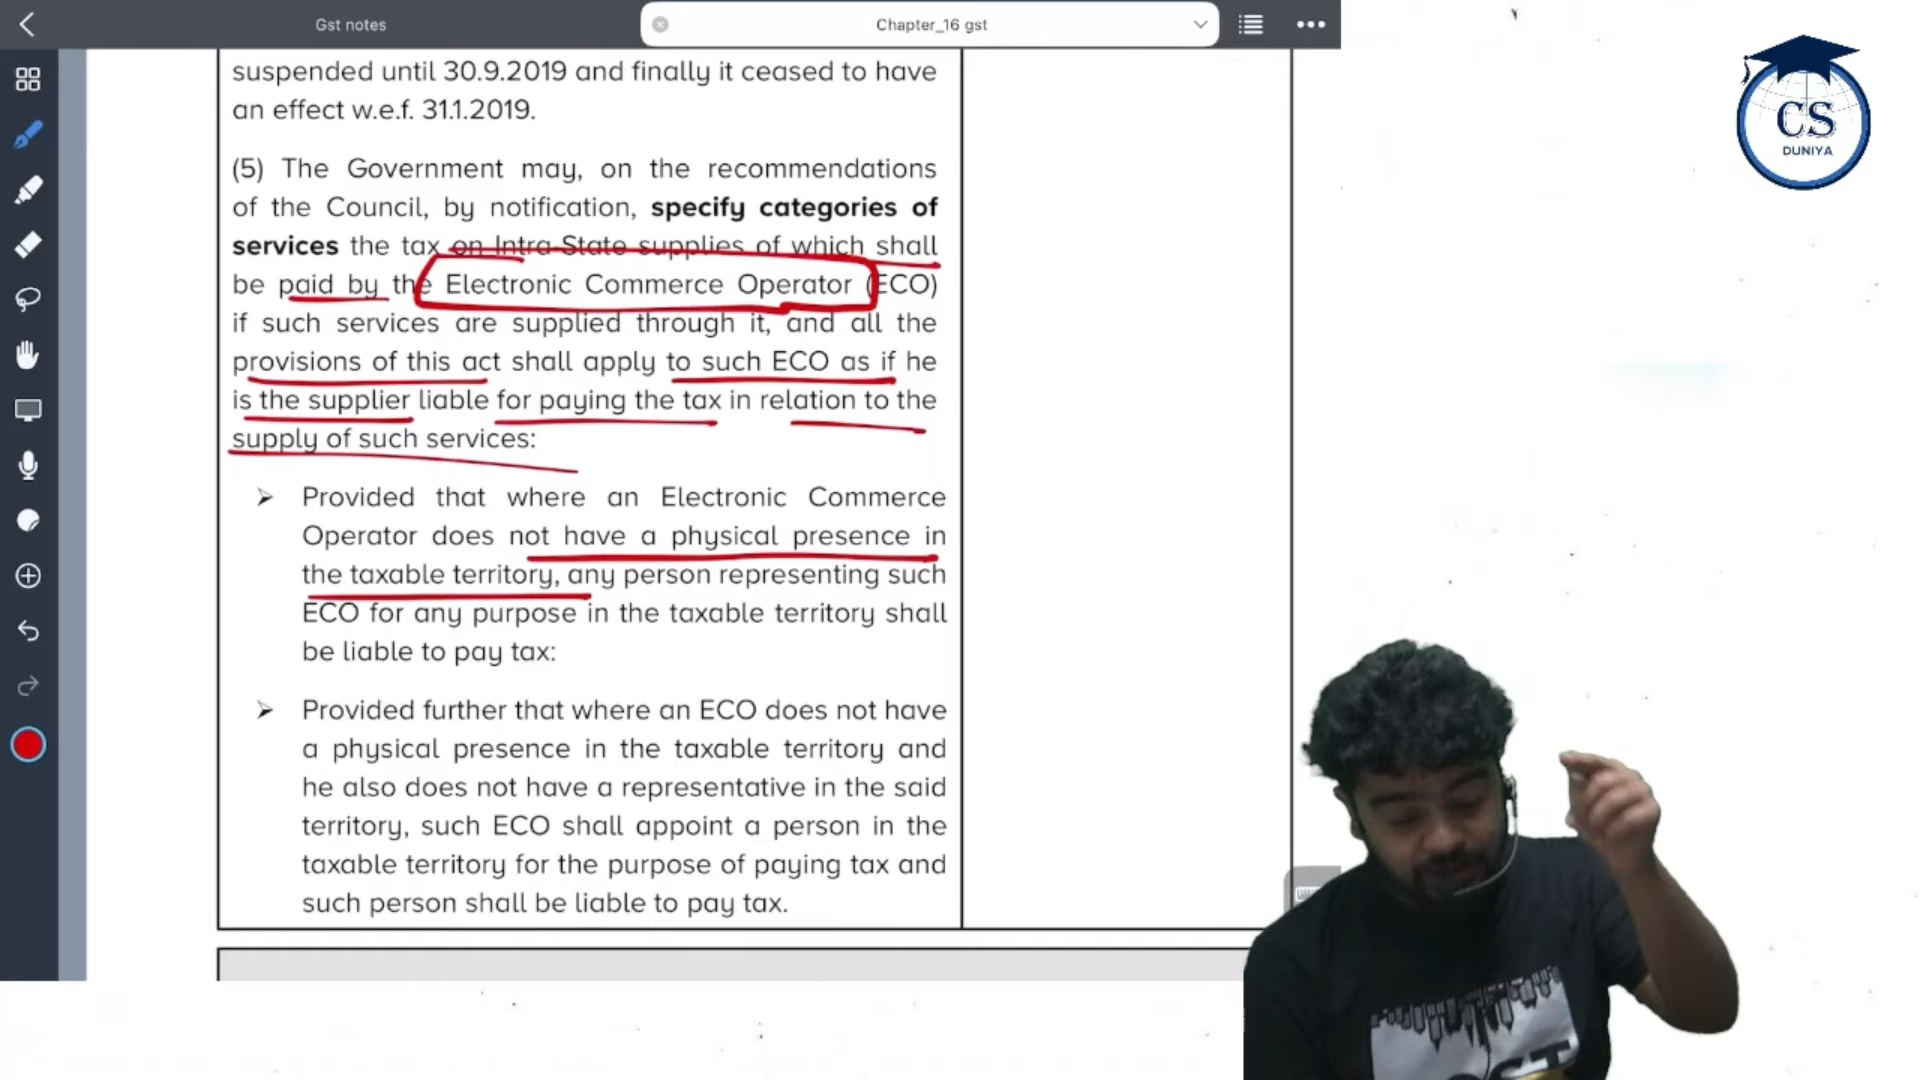 Gst notes
Chapter_16 gst
CS
DUNIYA
suspended until 30.9.2019 and finally it ceased to have
an effect w.e.f. 31.1.2019.
(5) The Government may, on the recommendations
of the Council, by notification, specify categories of
services the tax on Intra-State supplies of which shall
be paid by the Electronic Commerce Operator (ECO)
if such services are supplied through it, and all the
provisions of this act shall apply to such ECO as if he
is the supplier liable for paying the tax in relation to the
supply of such services:
➢ Provided that where an Electronic Commerce
Operator does not have a physical presence in
the taxable territory, any person representing such
ECO for any purpose in the taxable territory shall
be liable to pay tax:
➢ Provided further that where an ECO does not have
a physical presence in the taxable territory and
he also does not have a representative in the said
territory, such ECO shall appoint a person in the
taxable territory for the purpose of paying tax and
such person shall be liable to pay tax.